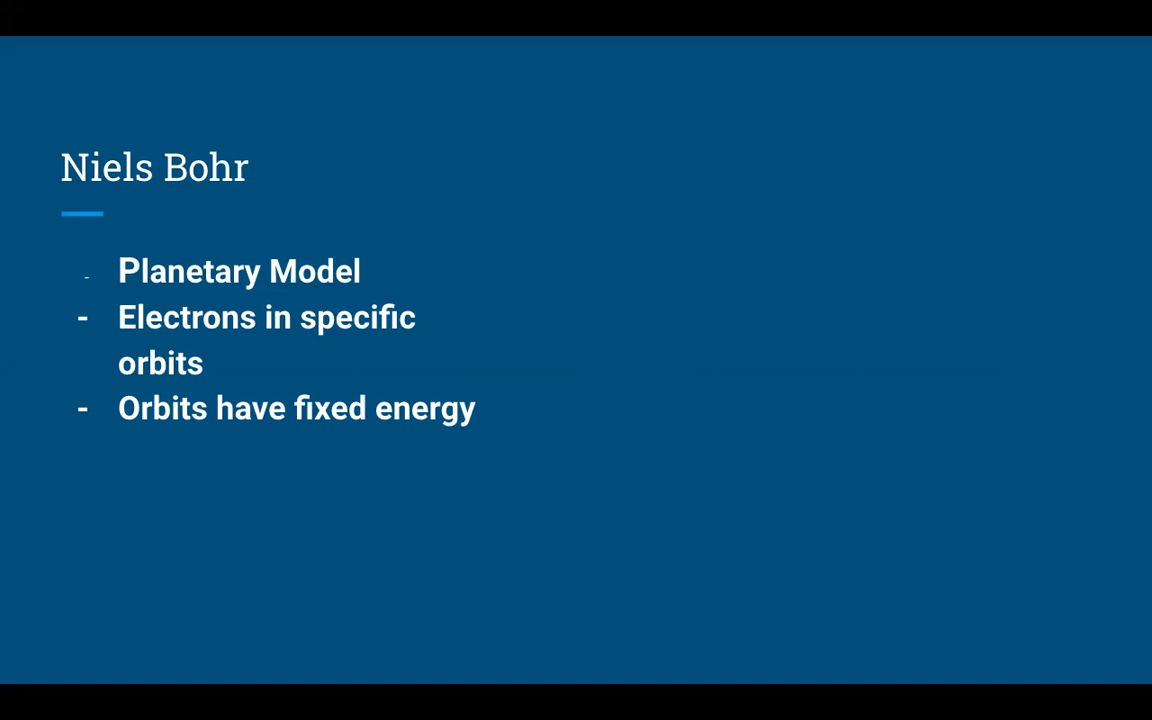 Niels Bohr
- Planetary Model
- Electrons in specific
orbits
- Orbits have fixed energy